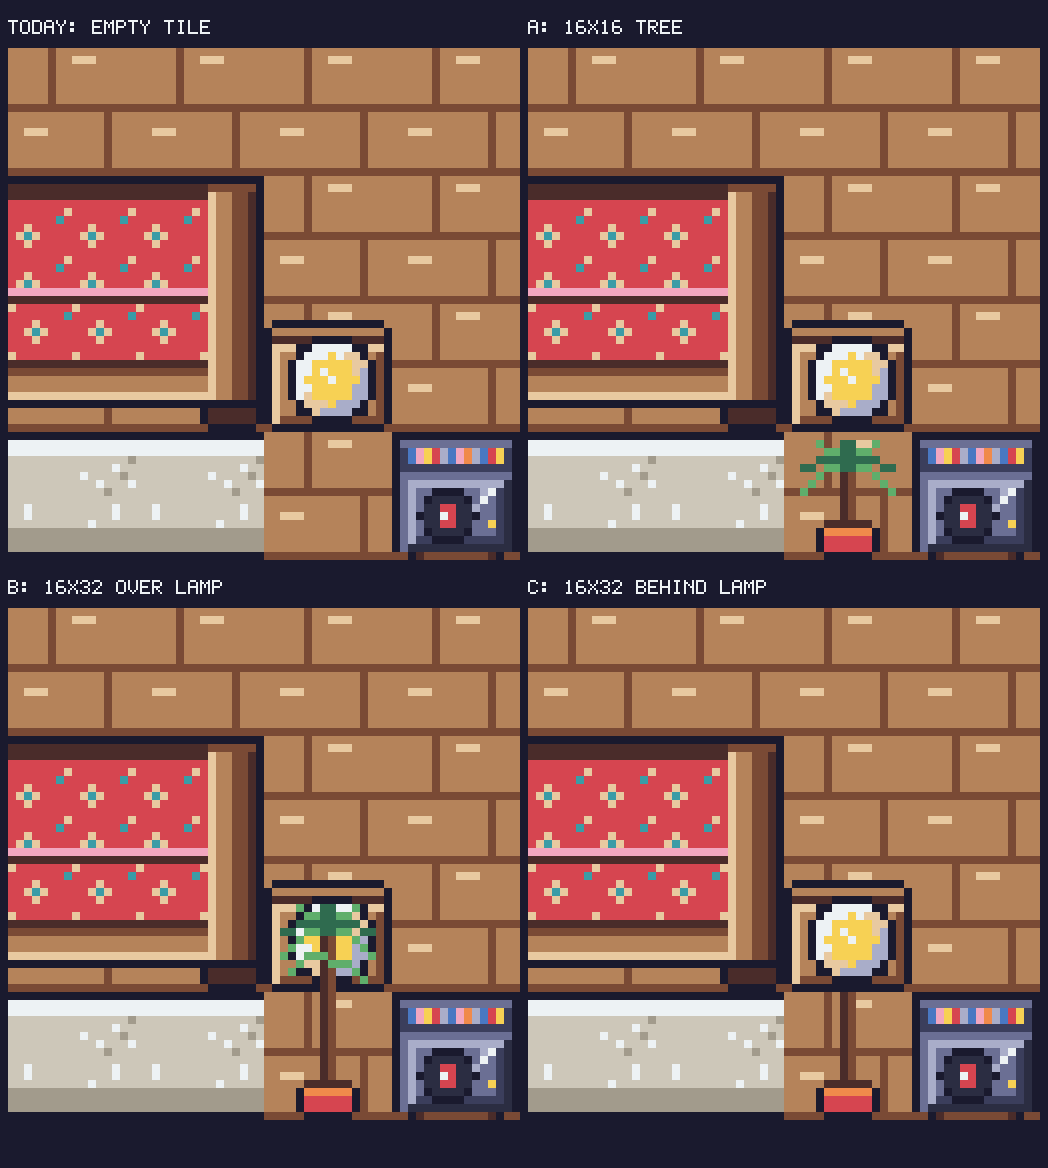 TODAY: EMPTY TILE
A: 16X16 TREE
B: 16X32 OVER LAMP
C: 16X32 BEHIND LAMP